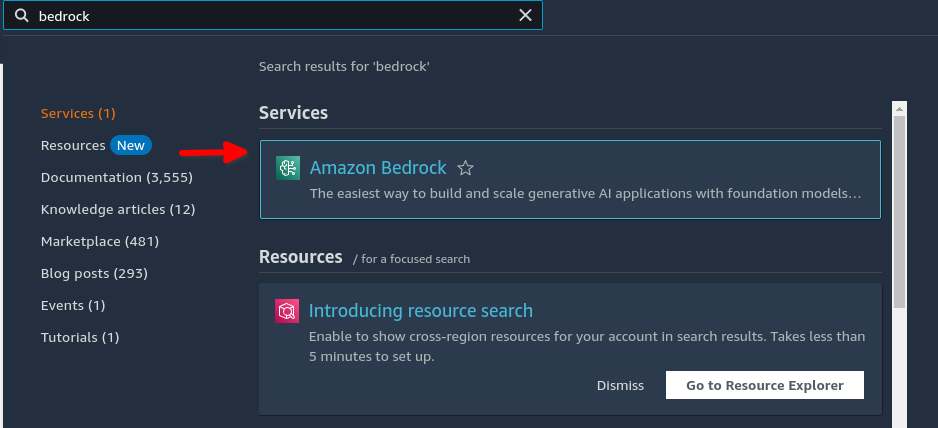 bedrock
Search results for 'bedrock'
Services (1)
Resources New
Documentation (3,555)
Knowledge articles (12)
Marketplace (481)
Blog posts (293)
Events (1)
Tutorials (1)
Services
Amazon Bedrock
The easiest way to build and scale generative AI applications with foundation models…
Resources / for a focused search
Introducing resource search
Enable to show cross-region resources for your account in search results. Takes less than
5 minutes to set up.
Dismiss Go to Resource Explorer